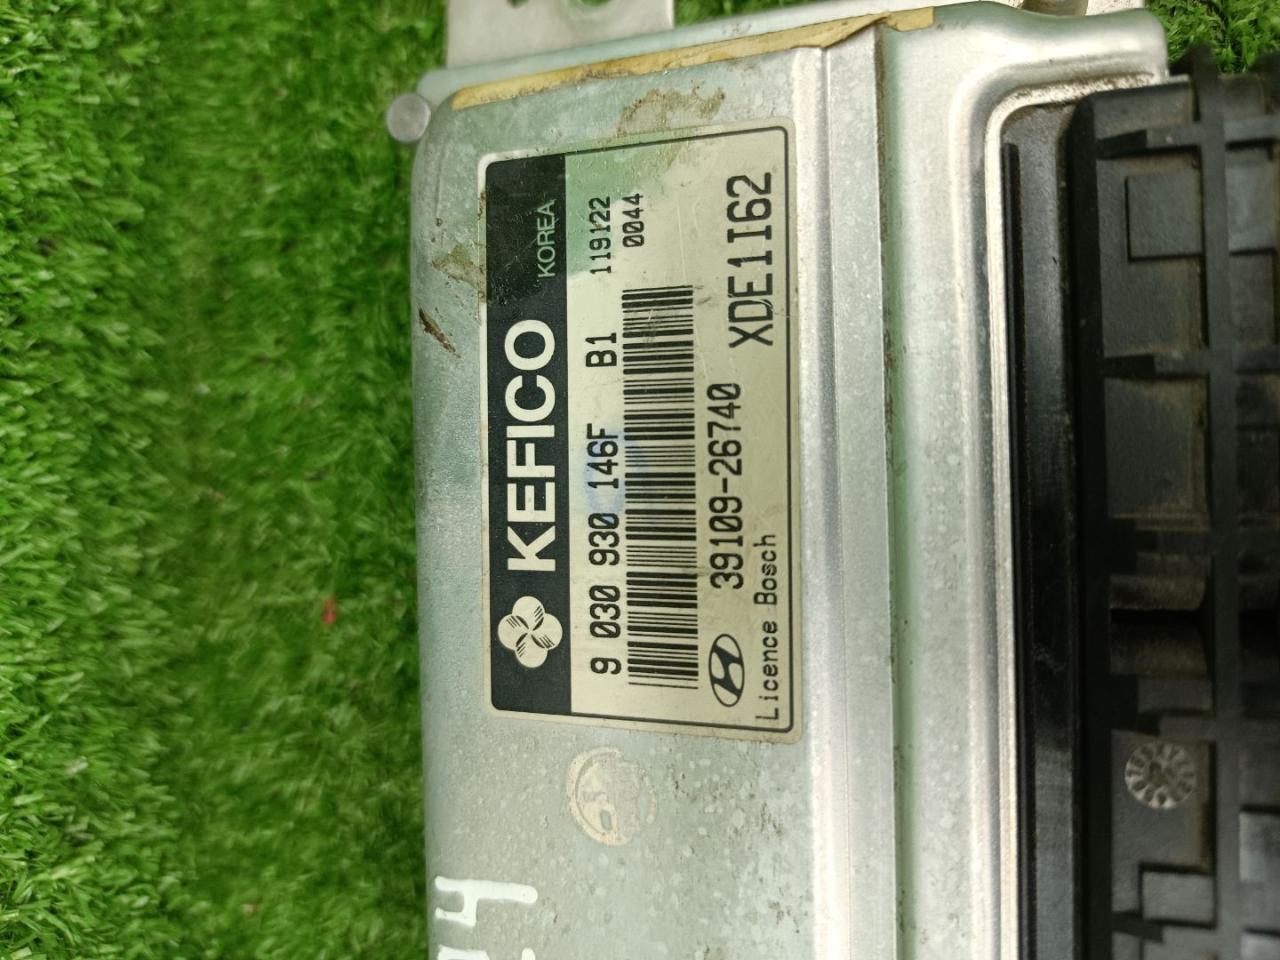 KEFICO KOREA
9 030 930 146F B1 119122
0044
39109-26740 XDE1I62
Licence Bosch